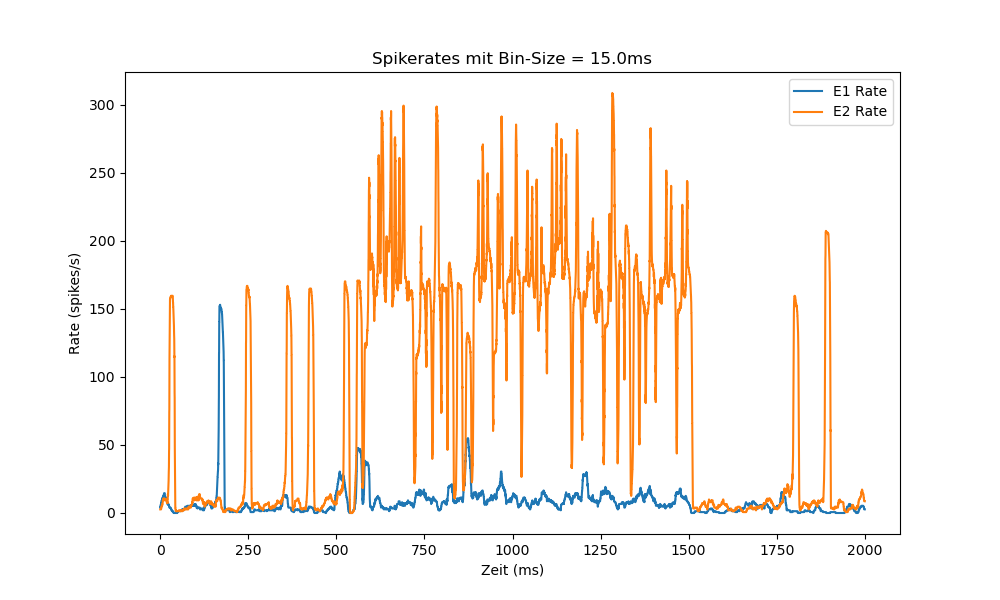 Spikerates mit Bin-Size = 15.0ms
E1 Rate
E2 Rate
Rate (spikes/s)
300
250
200
150
100
50
0
0 250 500 750 1000 1250 1500 1750 2000
Zeit (ms)